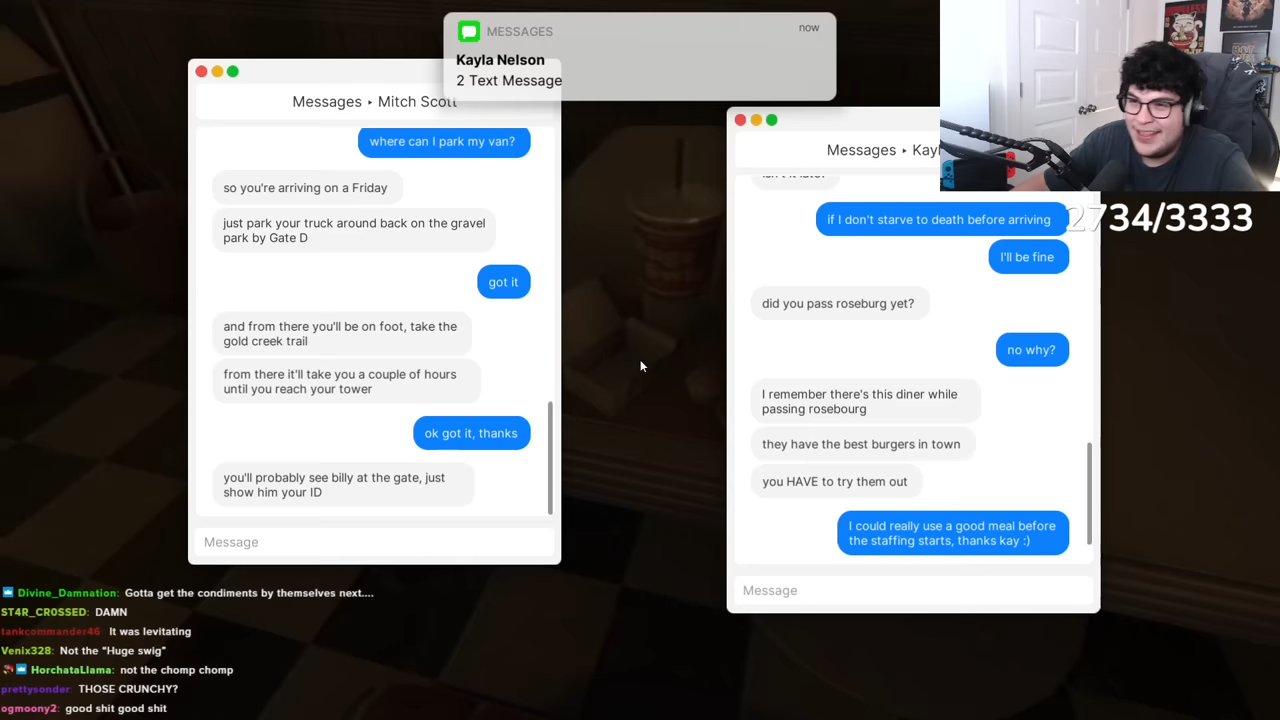 MESSAGES
now
Kayla Nelson
2 Text Message
Messages ▸ Mitch Scott
where can I park my van?
so you're arriving on a Friday
just park your truck around back on the gravel
park by Gate D
got it
and from there you'll be on foot, take the
gold creek trail
from there it'll take you a couple of hours
until you reach your tower
ok got it, thanks
you'll probably see billy at the gate, just
show him your ID
Message
Messages ▸ Kayl
if I don't starve to death before arriving
I'll be fine
did you pass roseburg yet?
no why?
I remember there's this diner while
passing rosebourg
they have the best burgers in town
you HAVE to try them out
I could really use a good meal before
the staffing starts, thanks kay :)
Message
2734/3333
Divine_Damnation: Gotta get the condiments by themselves next....
ST4R_CR0SSED: DAMN
tankcommander46 It was levitating
Venix328: Not the "Huge swig"
HorchataLlama: not the chomp chomp
prettysonder: THOSE CRUNCHY?
ogmoony2: good shit good shit